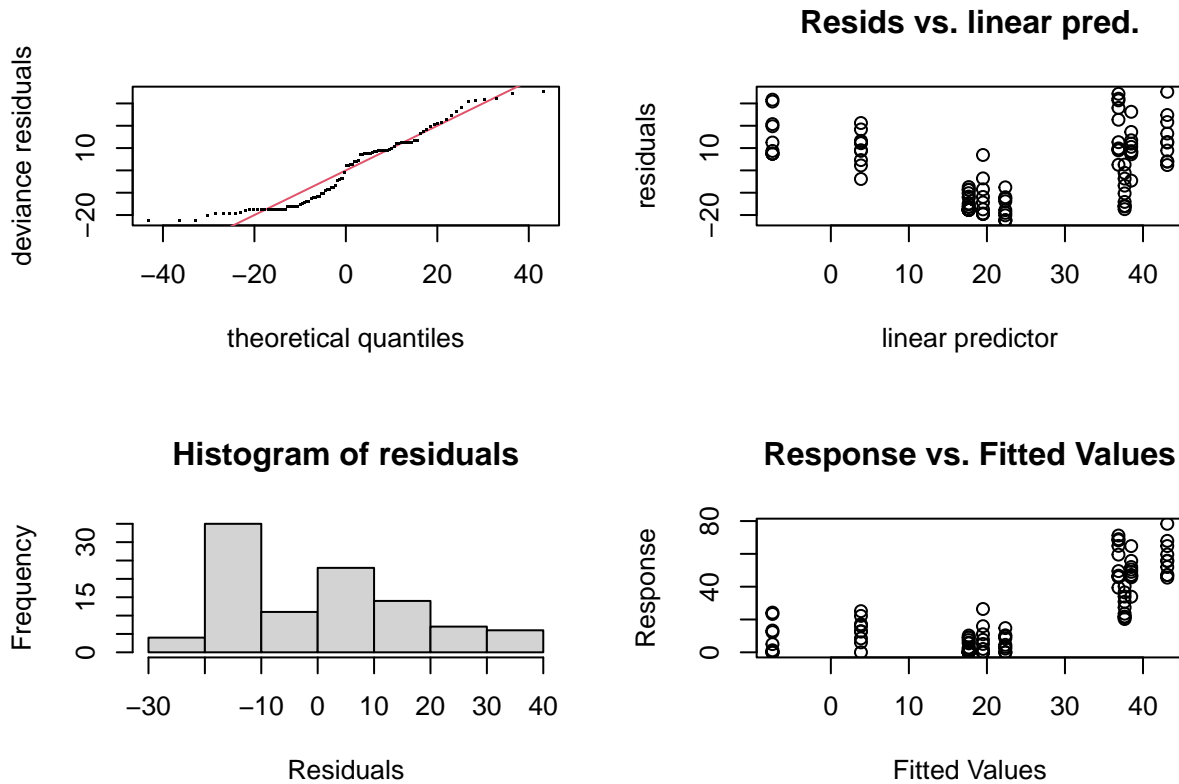 deviance residuals
10
−20
−40
−20
0
20
40
theoretical quantiles
Resids vs. linear pred.
residuals
10
−20
0
10
20
30
40
linear predictor
Histogram of residuals
Frequency
30
15
0
−30
−10
0
10
20
30
40
Residuals
Response vs. Fitted Values
Response
80
40
0
0
10
20
30
40
Fitted Values